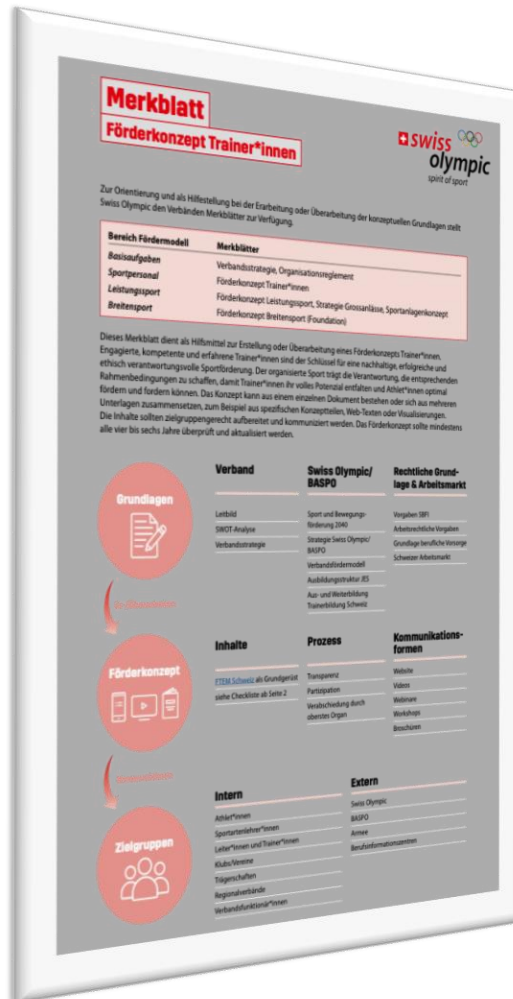 Merkblatt
Förderkonzept Trainer*innen
swiss
olympic
spirit of sport
Zur Orientierung und als Hilfestellung bei der Erarbeitung oder Überarbeitung der konzeptuellen Grundlagen stellt
Swiss Olympic den Verbänden Merkblätter zur Verfügung.
Bereich Fördermodell Merkblätter
Basisaufgaben Verbandsstrategie, Organisationsreglement
Sportpersonal Förderkonzept Trainer*innen
Leistungssport Förderkonzept Leistungssport, Strategie Grossanlässe, Sportanlagenkonzept
Breitensport Förderkonzept Breitensport (Foundation)
Dieses Merkblatt dient als Hilfsmittel zur Erstellung oder Überarbeitung eines Förderkonzepts Trainer*innen.
Engagierte, kompetente und erfahrene Trainer*innen sind der Schlüssel für eine nachhaltige, erfolgreiche und
ethisch verantwortungsvolle Sportförderung. Der organisierte Sport trägt die Verantwortung, die entsprechenden
Rahmenbedingungen zu schaffen, damit Trainer*innen ihr volles Potenzial entfalten und Athlet*innen optimal
fördern und fordern können. Das Konzept kann aus einem einzelnen Dokument bestehen oder sich aus mehreren
Unterlagen zusammensetzen, zum Beispiel aus spezifischen Konzeptteilen, Web-Texten oder Visualisierungen.
Die Inhalte sollten zielgruppengerecht aufbereitet und kommuniziert werden. Das Förderkonzept sollte mindestens
alle vier bis sechs Jahre überprüft und aktualisiert werden.
Grundlagen
Verband
Leitbild
SWOT-Analyse
Verbandsstrategie
Swiss Olympic/
BASPO
Sport und Bewegungs-
förderung 2040
Strategie Swiss Olympic/
BASPO
Verbandsfördermodell
Ausbildungsstruktur JES
Aus- und Weiterbildung
Trainerbildung Schweiz
Rechtliche Grund-
lage & Arbeitsmarkt
Vorgaben SBFI
Arbeitsrechtliche Vorgaben
Grundlage berufliche Vorsorge
Schweizer Arbeitsmarkt
Förderkonzept
Inhalte
FTEM Schweiz als Grundgerüst
siehe Checkliste ab Seite 2
Prozess
Transparenz
Partizipation
Verabschiedung durch
oberstes Organ
Kommunikations-
formen
Website
Videos
Webinare
Workshops
Broschüren
Zielgruppen
Intern
Athlet*innen
Sportartenlehrer*innen
Leiter*innen und Trainer*innen
Klubs/Vereine
Trägerschaften
Regionalverbände
Verbandsfunktionär*innen
Extern
Swiss Olympic
BASPO
Armee
Berufsinformationszentren